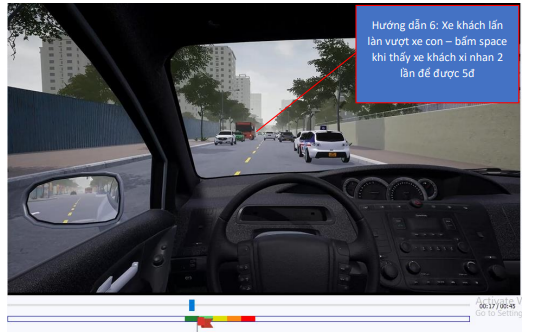 Hướng dẫn 6: Xe khách lấn
làn vượt xe con – bấm space
khi thấy xe khách xi nhan 2
lần để được 5đ
Activate
00:17 / 00:45
Go to Setting